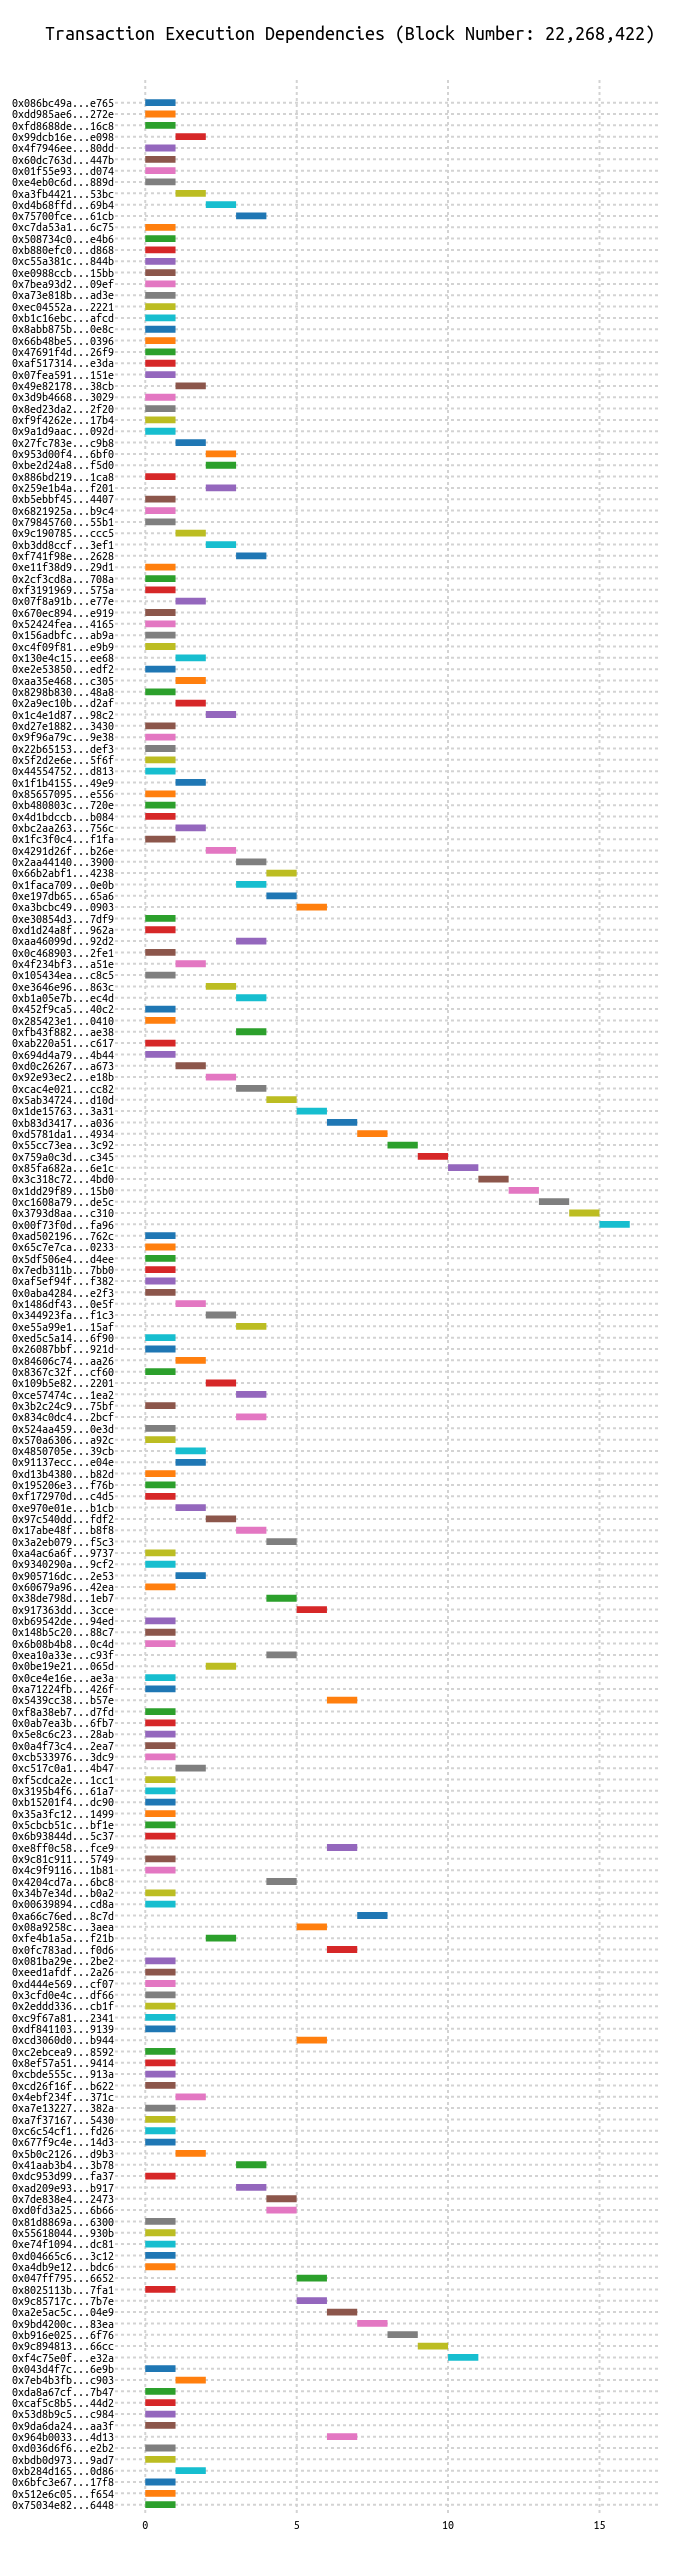 Transaction Execution Dependencies (Block Number: 22,268,422)
0x086bc49a...e765
0xdd985ae6...272e
0xfd8688de...16c8
0x99dcb16e...e098
0x4f7946ee...80dd
0x60dc763d...447b
0x01f55e93...d074
0xe4eb0c6d...889d
0xa3fb4421...53bc
0xd4b68ffd...69b4
0x75700fce...61cb
0xc7da53a1...6c75
0x508734c0...e4b6
0xb880efc0...d868
0xc55a381c...844b
0xe0988ccb...15bb
0x7bea93d2...09ef
0xa73e818b...ad3e
0xec04552a...2221
0xb1c16ebc...afcd
0x8abb875b...0e8c
0x66b48be5...0396
0x47691f4d...26f9
0xaf517314...e3da
0x07fea591...151e
0x49e82178...38cb
0x3d9b4668...3029
0x8ed23da2...2f20
0xf9f4262e...17b4
0x9a1d9aac...092d
0x27fc783e...c9b8
0x953d00f4...6bf0
0xbe2d24a8...f5d0
0x886bd219...1ca8
0x259e1b4a...f201
0xb5ebbf45...4407
0x6821925a...b9c4
0x79845760...55b1
0x9c190785...ccc5
0xb3dd8ccf...3ef1
0xf741f98e...2628
0xe11f38d9...29d1
0x2cf3cd8a...708a
0xf3191969...575a
0x07f8a91b...e77e
0x670ec894...e919
0x52424fea...4165
0x156adbfc...ab9a
0xc4f09f81...e9b9
0x130e4c15...ee68
0xe2e53850...edf2
0xaa35e468...c305
0x8298b830...48a8
0x2a9ec10b...d2af
0x1c4e1d87...98c2
0xd27e1882...3430
0x9f96a79c...9e38
0x22b65153...def3
0x5f2d2e6e...5f6f
0x44554752...d813
0x1f1b4155...49e9
0x85657095...e556
0xb480803c...720e
0x4d1bdccb...b084
0xbc2aa263...756c
0x1fc3f0c4...f1fa
0x4291d26f...b26e
0x2aa44140...3900
0x66b2abf1...4238
0x1faca709...0e0b
0xe197db65...65a6
0xa3bcbc49...0903
0xe30854d3...7df9
0xd1d24a8f...962a
0xaa46099d...92d2
0x0c468903...2fe1
0x4f234bf3...a51e
0x105434ea...c8c5
0xe3646e96...863c
0xb1a05e7b...ec4d
0x452f9ca5...40c2
0x285423e1...0410
0xfb43f882...ae38
0xab220a51...c617
0x694d4a79...4b44
0xd0c26267...a673
0x92e93ec2...e18b
0xcac4e021...cc82
0x5ab34724...d10d
0x1de15763...3a31
0xb83d3417...a036
0xd5781da1...4934
0x55cc73ea...3c92
0x759a0c3d...c345
0x85fa682a...6e1c
0x3c318c72...4bd0
0x1dd29f89...15b0
0xc1608a79...de5c
0x3793d8aa...c310
0x00f73f0d...fa96
0xad502196...762c
0x65c7e7ca...0233
0x5df506e4...d4ee
0x7edb311b...7bb0
0xaf5ef94f...f382
0x0aba4284...e2f3
0x1486df43...0e5f
0x344923fa...f1c3
0xe55a99e1...15af
0xed5c5a14...6f90
0x26087bbf...921d
0x84606c74...aa26
0x8367c32f...cf60
0x109b5e82...2201
0xce57474c...1ea2
0x3b2c24c9...75bf
0x834c0dc4...2bcf
0x524aa459...0e3d
0x570a6306...a92c
0x4850705e...39cb
0x91137ecc...e04e
0xd13b4380...b82d
0x195206e3...f76b
0xf172970d...c4d5
0xe970e01e...b1cb
0x97c540dd...fdf2
0x17abe48f...b8f8
0x3a2eb079...f5c3
0xa4ac6a6f...9737
0x9340290a...9cf2
0x905716dc...2e53
0x60679a96...42ea
0x38de798d...1eb7
0x917363dd...3cce
0xb69542de...94ed
0x148b5c20...88c7
0x6b08b4b8...0c4d
0xea10a33e...c93f
0x0be19e21...065d
0x0ce4e16e...ae3a
0xa71224fb...426f
0x5439cc38...b57e
0xf8a38eb7...d7fd
0x0ab7ea3b...6fb7
0x5e8c6c23...28ab
0x0a4f73c4...2ea7
0xcb533976...3dc9
0xc517c0a1...4b47
0xf5cdca2e...1cc1
0x3195b4f6...61a7
0xb15201f4...dc90
0x35a3fc12...1499
0x5cbcb51c...bf1e
0x6b93844d...5c37
0xe8ff0c58...fce9
0x9c81c911...5749
0x4c9f9116...1b81
0x4204cd7a...6bc8
0x34b7e34d...b0a2
0x00639894...cd8a
0xa66c76ed...8c7d
0x08a9258c...3aea
0xfe4b1a5a...f21b
0x0fc783ad...f0d6
0x081ba29e...2be2
0xeed1afdf...2a26
0xd444e569...cf07
0x3cfd0e4c...df66
0x2eddd336...cb1f
0xc9f67a81...2341
0xdf841103...9139
0xcd3060d0...b944
0xc2ebcea9...8592
0x8ef57a51...9414
0xcbde555c...913a
0xcd26f16f...b622
0x4ebf234f...371c
0xa7e13227...382a
0xa7f37167...5430
0xc6c54cf1...fd26
0x677f9c4e...14d3
0x5b0c2126...d9b3
0x41aab3b4...3b78
0xdc953d99...fa37
0xad209e93...b917
0x7de838e4...2473
0xd0fd3a25...6b66
0x81d8869a...6300
0x55618044...930b
0xe74f1094...dc81
0xd04665c6...3c12
0xa4db9e12...bdc6
0x047ff795...6652
0x8025113b...7fa1
0x9c85717c...7b7e
0xa2e5ac5c...04e9
0x9bd4200c...83ea
0xb916e025...6f76
0x9c894813...66cc
0xf4c75e0f...e32a
0x043d4f7c...6e9b
0x7eb4b3fb...c903
0xda8a67cf...7b47
0xcaf5c8b5...44d2
0x53d8b9c5...c984
0x9da6da24...aa3f
0x964b0033...4d13
0xd036d6f6...e2b2
0xbdb0d973...9ad7
0xb284d165...0d86
0x6bfc3e67...17f8
0x512e6c05...f654
0x75034e82...6448
0 5 10 15